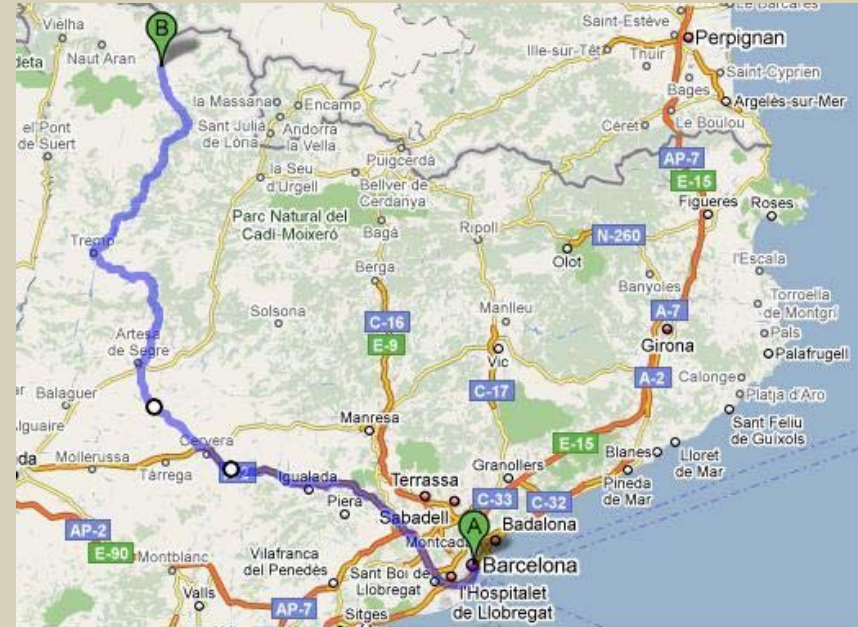 Vielha
B
Naut Aran
deta
el Pont
de Suert
la Massana
Encamp
Sant Julià
de Lòria
Andorra
la Vella
la Seu
d'Urgell
Puigcerdà
Bellver de
Cerdanya
Parc Natural del
Cadí-Moixeró
Bagà
Berga
Ripoll
Saint-Estève
Perpignan
Ille-sur-Têt
Thuir
Saint-Cyprien
Bages
Argelès-sur-Mer
Céret
Le Boulou
AP-7
E-15
Figueres
Roses
N-260
Olot
l'Escala
Banyoles
Torroella
de Montgrí
A-7
Girona
Pals
Palafrugell
A-2
Calonge
Platja d'Aro
Sant Feliu
de Guíxols
Tremp
Solsona
C-16
E-9
Manlleu
Vic
C-17
Artesa
de Segre
Balaguer
Manresa
Cervera
Mollerussa
Tàrrega
Igualada
Piera
Terrassa
Granollers
E-15
Blanes
Lloret
de Mar
Pineda
de Mar
C-33
C-32
Sabadell
A
Badalona
Barcelona
AP-2
E-90
Montblanc
Vilafranca
del Penedès
Sant Boi de
Llobregat
l'Hospitalet
de Llobregat
Valls
AP-7
Sitges